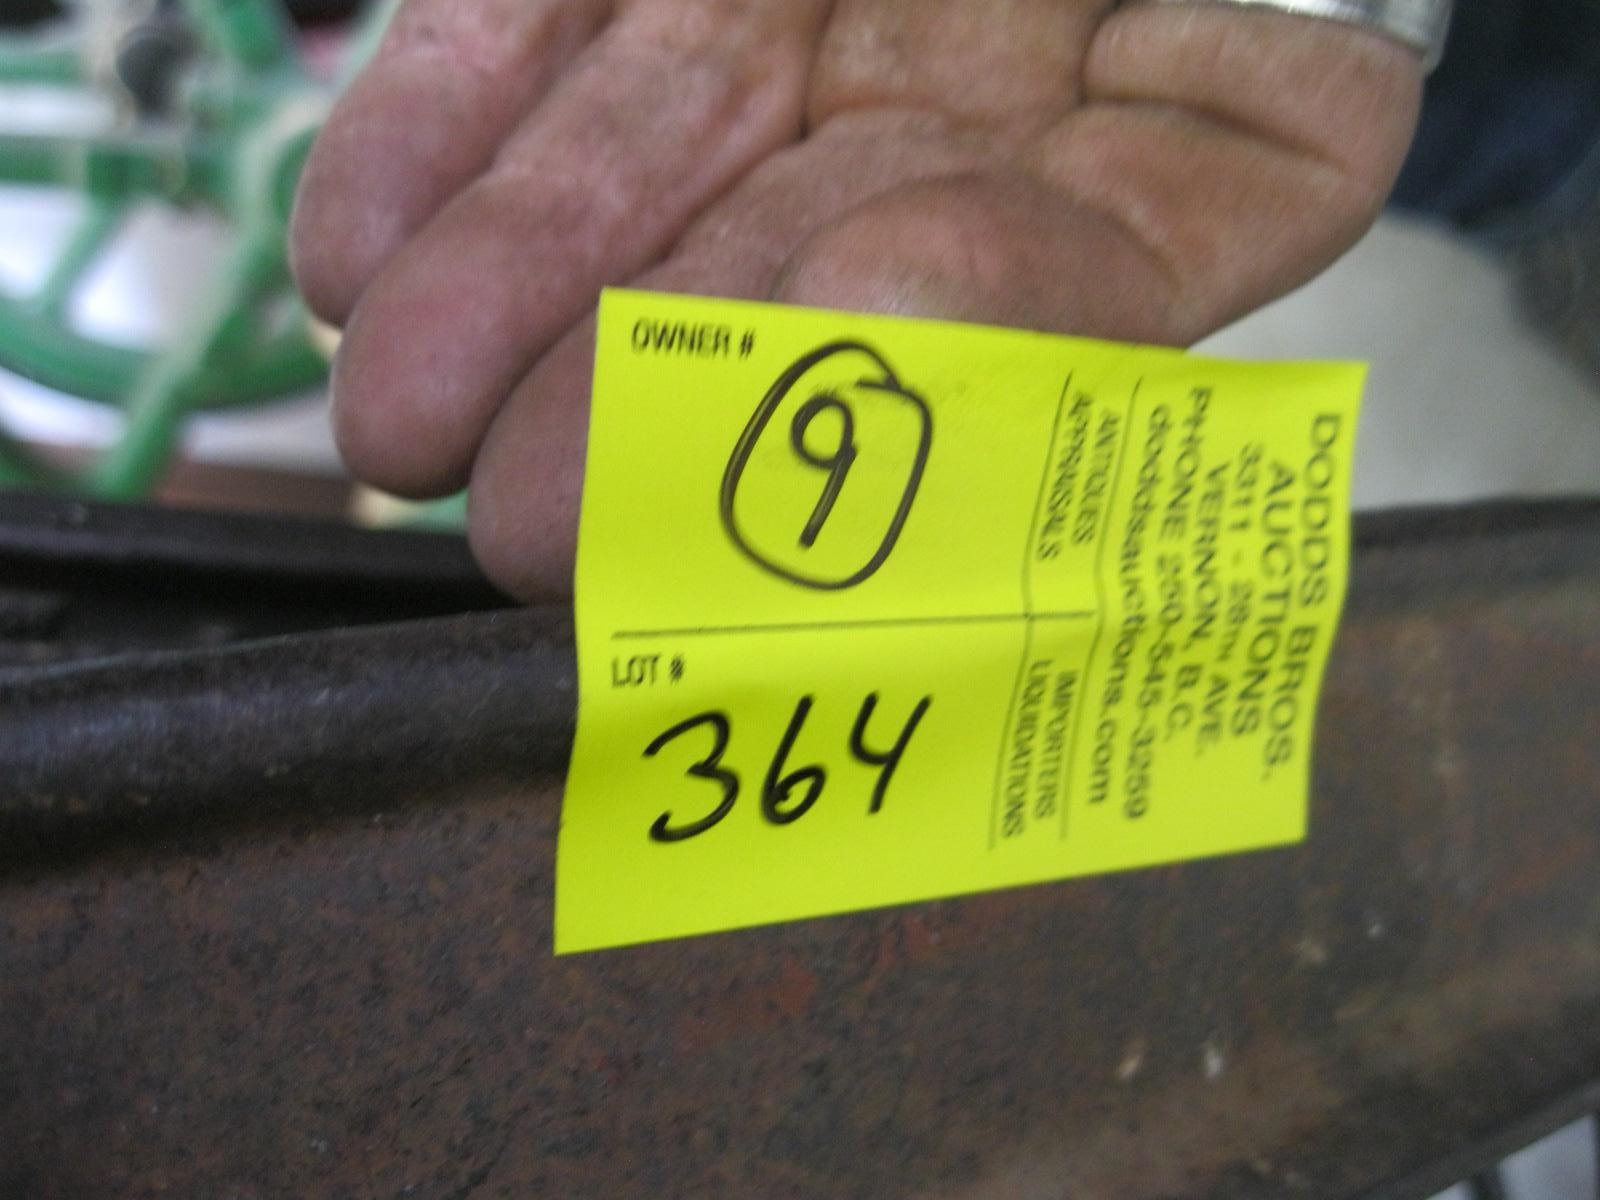 OWNER #
9
LOT #
364
DODDS BROS.
AUCTIONS
3311 - 28TH AVE.
VERNON, B.C.
PHONE 250-545-3259
doddsauctions.com
ANTIQUES
APPRAISALS
IMPORTERS
LIQUIDATIONS